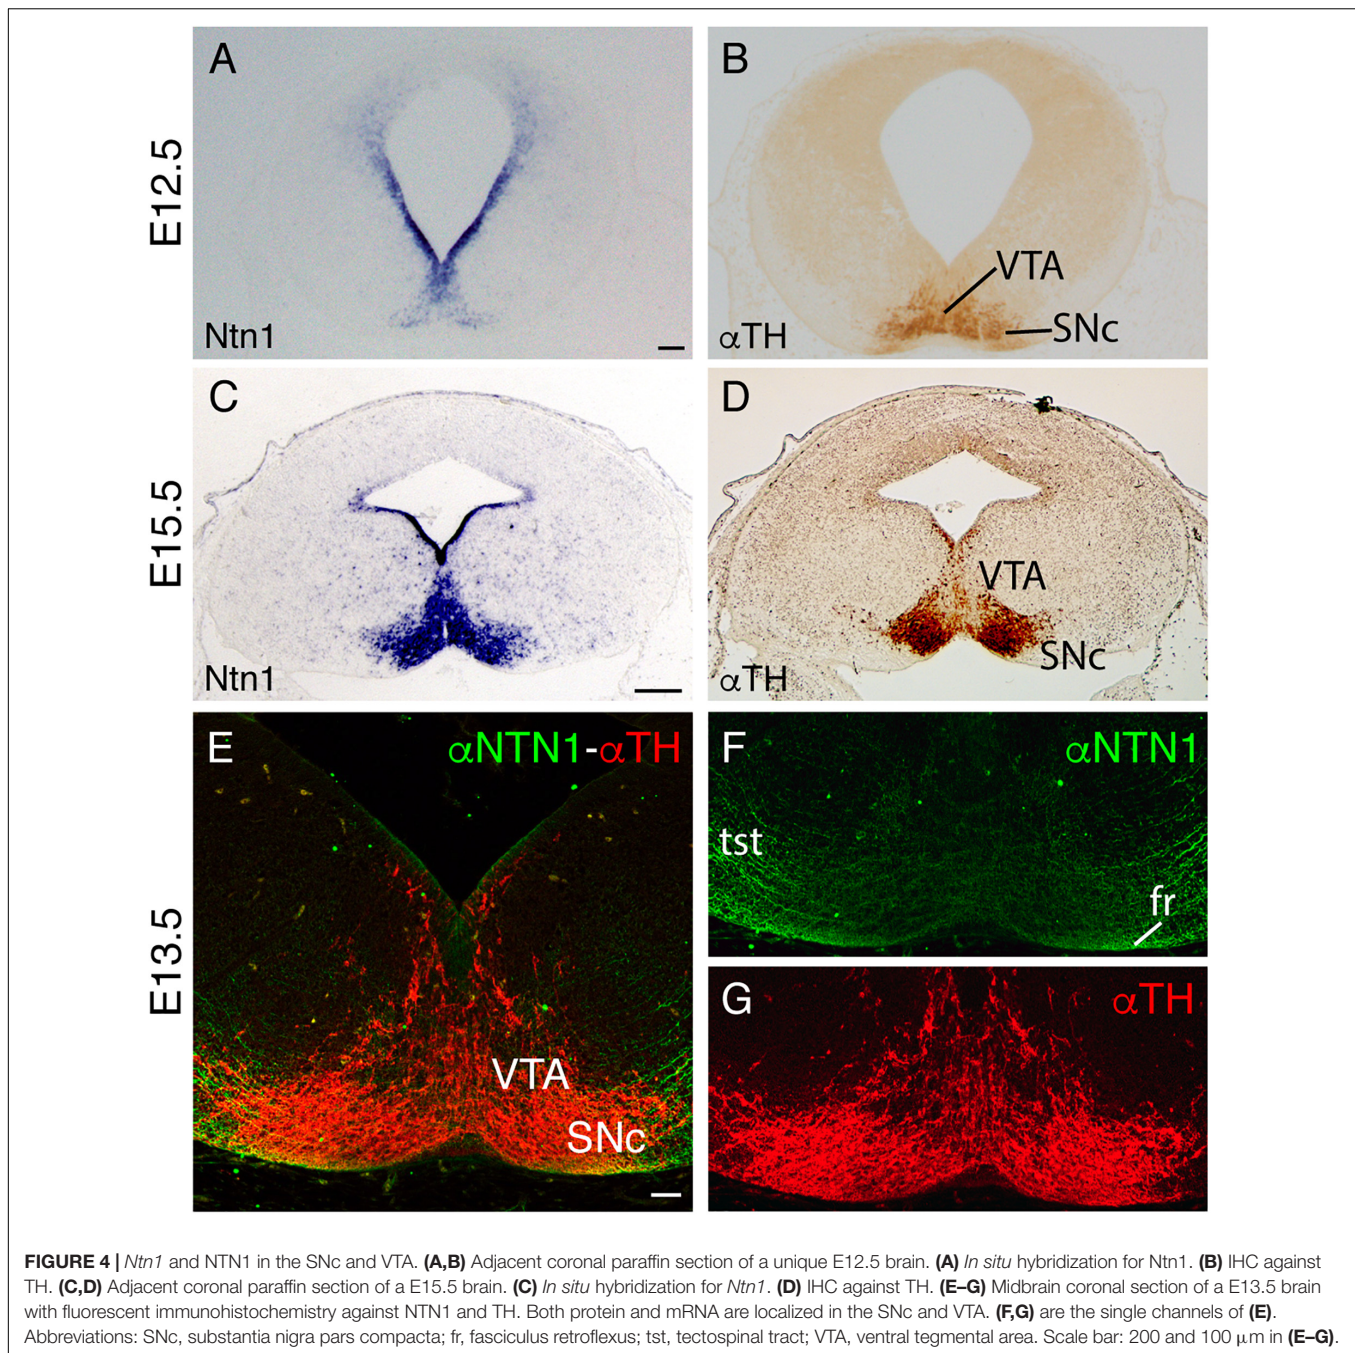 A
B
E12.5
VTA
SNc
Ntn1
αTH
C
D
E15.5
VTA
SNc
Ntn1
αTH
E
αNTN1-αTH
F
αNTN1
tst
fr
E13.5
VTA
SNc
G
αTH
FIGURE 4 | Ntn1 and NTN1 in the SNc and VTA. (A,B) Adjacent coronal paraffin section of a unique E12.5 brain. (A) In situ hybridization for Ntn1. (B) IHC against
TH. (C,D) Adjacent coronal paraffin section of a E15.5 brain. (C) In situ hybridization for Ntn1. (D) IHC against TH. (E–G) Midbrain coronal section of a E13.5 brain
with fluorescent immunohistochemistry against NTN1 and TH. Both protein and mRNA are localized in the SNc and VTA. (F,G) are the single channels of (E).
Abbreviations: SNc, substantia nigra pars compacta; fr, fasciculus retroflexus; tst, tectospinal tract; VTA, ventral tegmental area. Scale bar: 200 and 100 μm in (E–G).